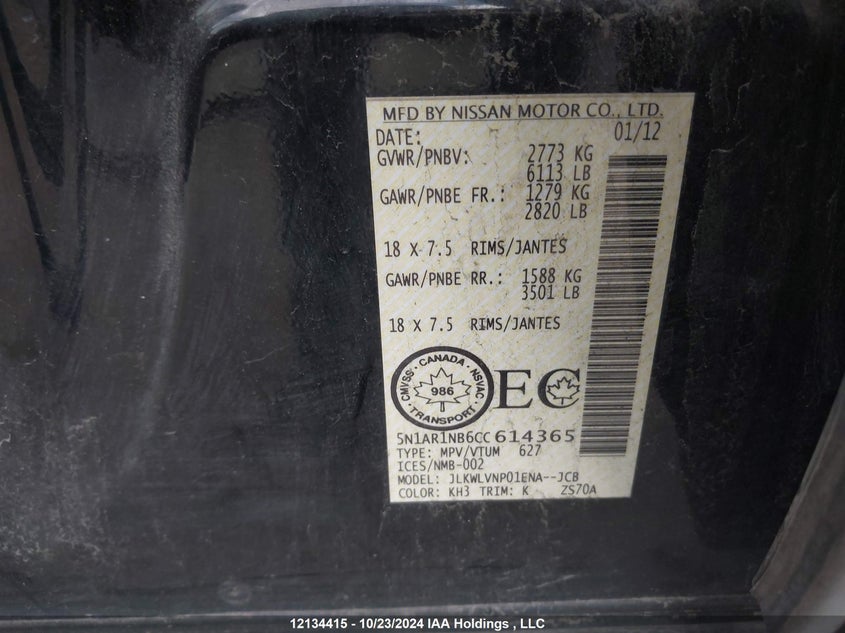 MFD BY NISSAN MOTOR CO., LTD.
DATE: 01/12
GVWR/PNBV: 2773 KG
6113 LB
GAWR/PNBE FR.: 1279 KG
2820 LB
18 X 7.5 RIMS/JANTES
GAWR/PNBE RR.: 1588 KG
3501 LB
18 X 7.5 RIMS/JANTES
CANADA
CMVSS 986 NSVAC
TRANSPORT
EC
5N1AR1NB6CC614365
TYPE: MPV/VTUM 627
ICES/NMB-002
MODEL: JLKWLVNP01ENA--JCB
COLOR: KH3 TRIM: K ZS70A
12134415 - 10/23/2024 IAA Holdings , LLC